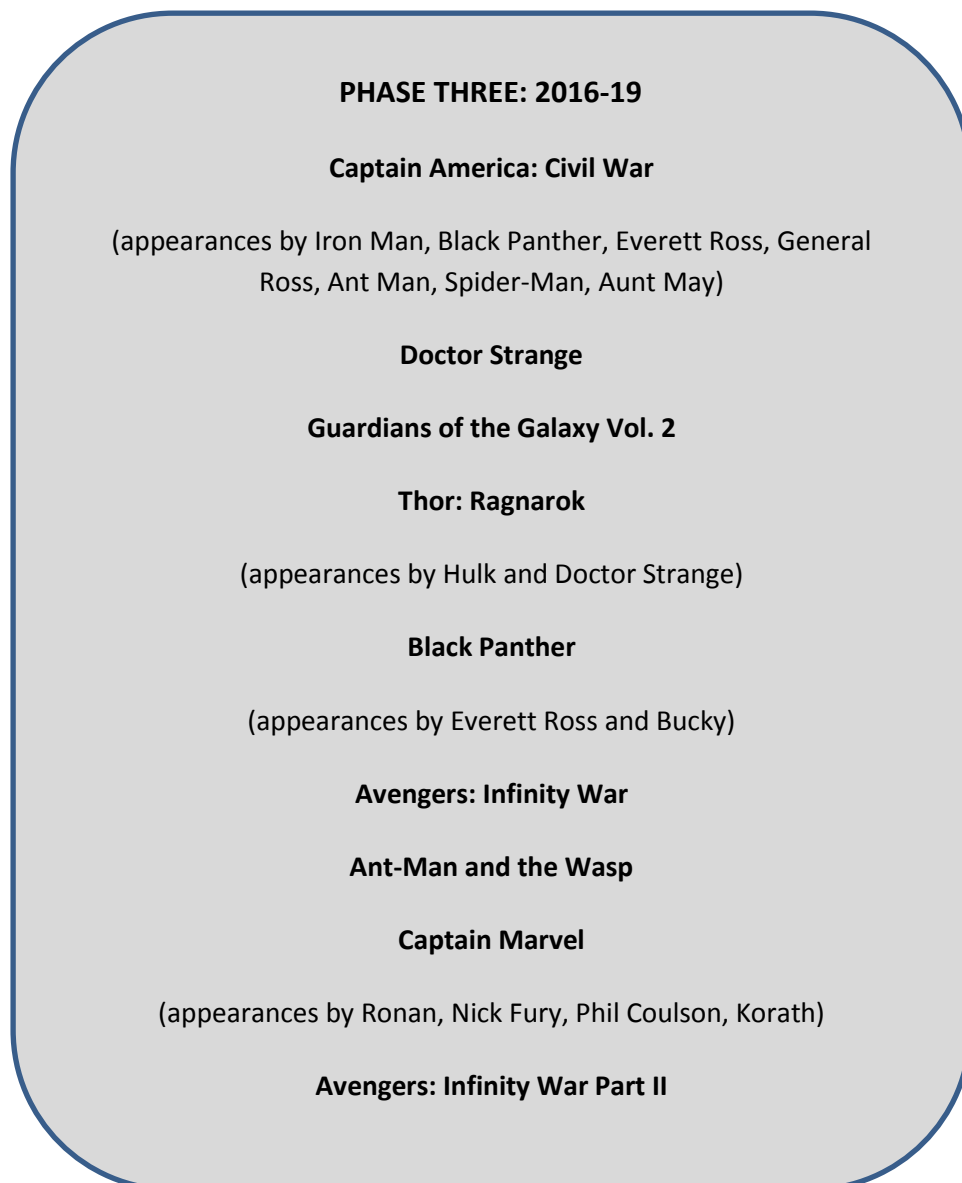 PHASE THREE: 2016-19
Captain America: Civil War
(appearances by Iron Man, Black Panther, Everett Ross, General
Ross, Ant Man, Spider-Man, Aunt May)
Doctor Strange
Guardians of the Galaxy Vol. 2
Thor: Ragnarok
(appearances by Hulk and Doctor Strange)
Black Panther
(appearances by Everett Ross and Bucky)
Avengers: Infinity War
Ant-Man and the Wasp
Captain Marvel
(appearances by Ronan, Nick Fury, Phil Coulson, Korath)
Avengers: Infinity War Part II